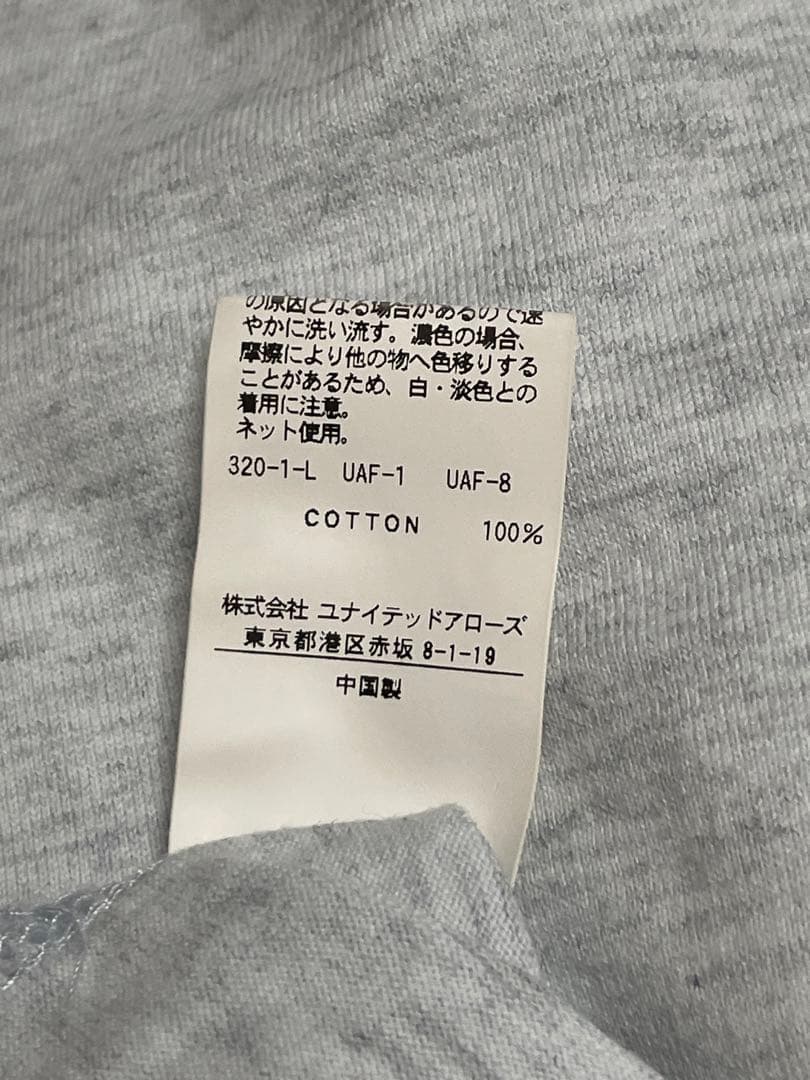 の原因となる場合があるので速
やかに洗い流す。濃色の場合、
摩擦により他の物へ色移りする
ことがあるため、白・淡色との
着用に注意。
ネット使用。
320-1-L UAF-1 UAF-8
COTTON 100%
株式会社 ユナイテッドアローズ
東京都港区赤坂 8-1-19
中国製